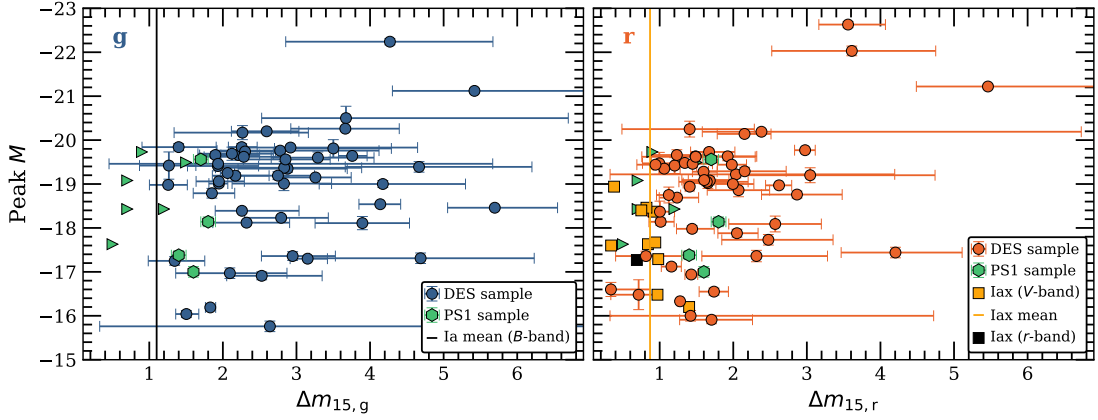 Peak M
−23
−22
−21
−20
−19
−18
−17
−16
−15
g
DES sample
PS1 sample
Ia mean (B-band)
1 2 3 4 5 6
Δm15, g
r
DES sample
PS1 sample
Iax (V-band)
Iax mean
Iax (r-band)
1 2 3 4 5 6
Δm15, r